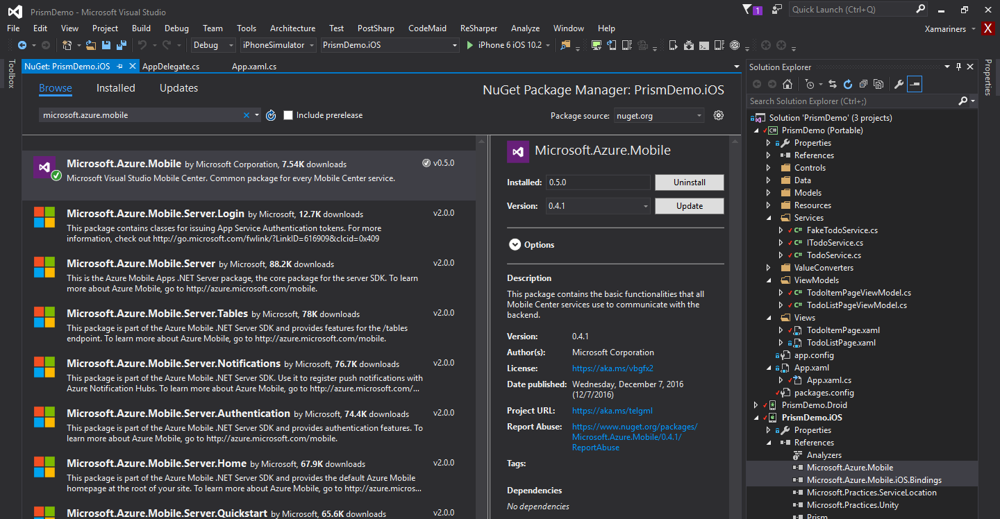 PrismDemo - Microsoft Visual Studio
1
Quick Launch (Ctrl+Q)
File Edit View Project Build Debug Team Tools Architecture Test PostSharp CodeMaid ReSharper Analyze Window Help
Xamariners X
Debug iPhoneSimulator PrismDemo.iOS iPhone 6 iOS 10.2
Toolbox
NuGet: PrismDemo.iOS AppDelegate.cs App.xaml.cs
Browse Installed Updates
NuGet Package Manager: PrismDemo.iOS
microsoft.azure.mobile Include prerelease
Package source: nuget.org
Microsoft.Azure.Mobile by Microsoft Corporation, 7.54K downloads v0.5.0
Microsoft Visual Studio Mobile Center. Common package for every Mobile Center service.
Microsoft.Azure.Mobile.Server.Login by Microsoft, 12.7K downloads v2.0.0
This package contains classes for issuing App Service Authentication tokens. For more
information, check out http://go.microsoft.com/fwlink/?LinkID=616909&clcid=0x409
Microsoft.Azure.Mobile.Server by Microsoft, 88.2K downloads v2.0.0
This is the Azure Mobile Apps .NET Server package, the core package for the server SDK. To learn
more about Azure Mobile, go to http://azure.microsoft.com/mobile.
Microsoft.Azure.Mobile.Server.Tables by Microsoft, 78K downloads v2.0.0
This package is part of the Azure Mobile .NET Server SDK and provides features for the /tables
endpoint. To learn more about Azure Mobile, go to http://azure.microsoft.com/mobile.
Microsoft.Azure.Mobile.Server.Notifications by Microsoft, 76.7K downloads v2.0.0
This package is part of the Azure Mobile .NET Server SDK. Use it to register push notifications with
Azure Notification Hubs. To learn more about Azure Mobile, go to http://azure.microsoft.com/...
Microsoft.Azure.Mobile.Server.Authentication by Microsoft, 74.4K downloads v2.0.0
This package is part of the Azure Mobile .NET Server SDK and provides authentication features. To
learn more about Azure Mobile, go to http://azure.microsoft.com/mobile.
Microsoft.Azure.Mobile.Server.Home by Microsoft, 67.9K downloads v2.0.0
This package is part of the Azure Mobile .NET Server SDK and provides the default Azure Mobile
homepage at the root of your site. To learn more about Azure Mobile, go to http://azure.micros...
Microsoft.Azure.Mobile.Server.Quickstart by Microsoft, 65.6K downloads v2.0.0
Microsoft.Azure.Mobile
Installed: 0.5.0 Uninstall
Version: 0.4.1 Update
Options
Description
This package contains the basic functionalities that all
Mobile Center services use to communicate with the
backend.
Version: 0.4.1
Author(s): Microsoft Corporation
License: https://aka.ms/vbgfx2
Date published: Wednesday, December 7, 2016
(12/7/2016)
Project URL: https://aka.ms/telgml
Report Abuse: https://www.nuget.org/packages/
Microsoft.Azure.Mobile/0.4.1/
ReportAbuse
Tags:
Dependencies
No dependencies
Solution Explorer
Search Solution Explorer (Ctrl+;)
Solution 'PrismDemo' (3 projects)
C# PrismDemo (Portable)
Properties
References
Controls
Data
Models
Resources
Services
C# FakeTodoService.cs
C# ITodoService.cs
C# TodoService.cs
ValueConverters
ViewModels
C# TodoItemPageViewModel.cs
C# TodoListPageViewModel.cs
Views
TodoItemPage.xaml
TodoListPage.xaml
app.config
App.xaml
App.xaml.cs
packages.config
PrismDemo.Droid
PrismDemo.iOS
Properties
References
Analyzers
Microsoft.Azure.Mobile
Microsoft.Azure.Mobile.iOS.Bindings
Microsoft.Practices.ServiceLocation
Microsoft.Practices.Unity
Prism
Properties